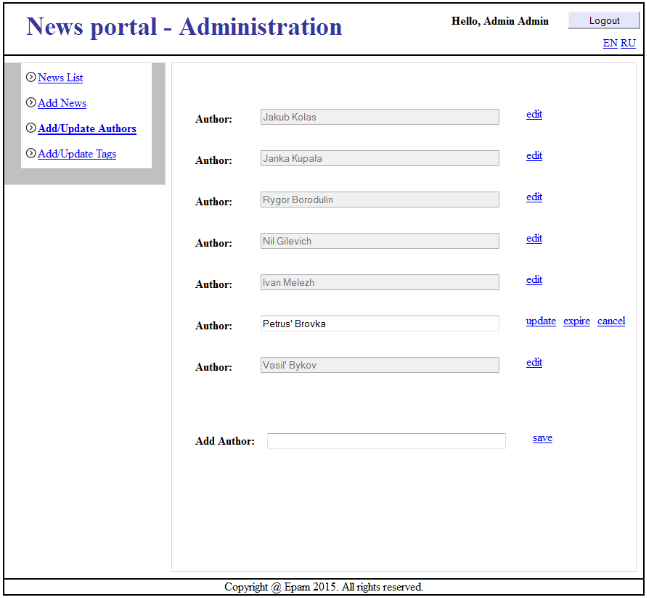 News portal - Administration
Hello, Admin Admin
Logout
EN RU
News List
Add News
Add/Update Authors
Add/Update Tags
Author: Jakub Kolas edit
Author: Janka Kupala edit
Author: Rygor Borodulin edit
Author: Nil Gilevich edit
Author: Ivan Melezh edit
Author: Petrus' Brovka update expire cancel
Author: Vasil' Bykov edit
Add Author: save
Copyright @ Epam 2015. All rights reserved.